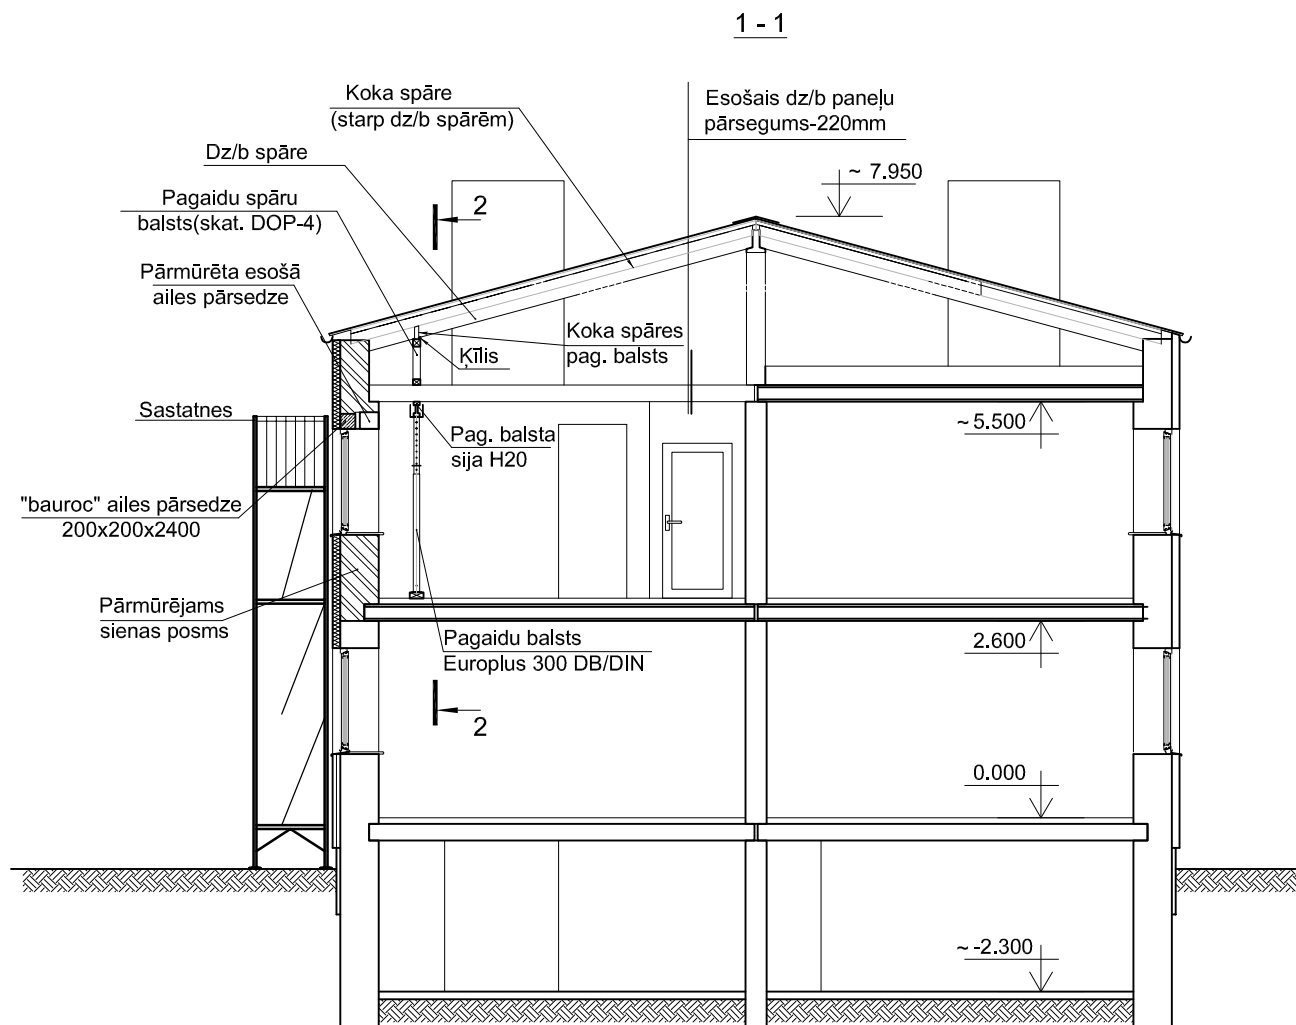 1 - 1
Koka spāre
(starp dz/b spārēm)
Esošais dz/b paneļu
pārsegums-220mm
Dz/b spāre
~ 7.950
Pagaidu spāru
balsts(skat. DOP-4)
2
Pārmūrēta esošā
ailes pārsedze
Koka spāres
pag. balsts
Ķīlis
Sastatnes
~ 5.500
Pag. balsta
sija H20
"bauroc" ailes pārsedze
200x200x2400
Pārmūrējams
sienas posms
Pagaidu balsts
Europlus 300 DB/DIN
2.600
2
0.000
~ -2.300